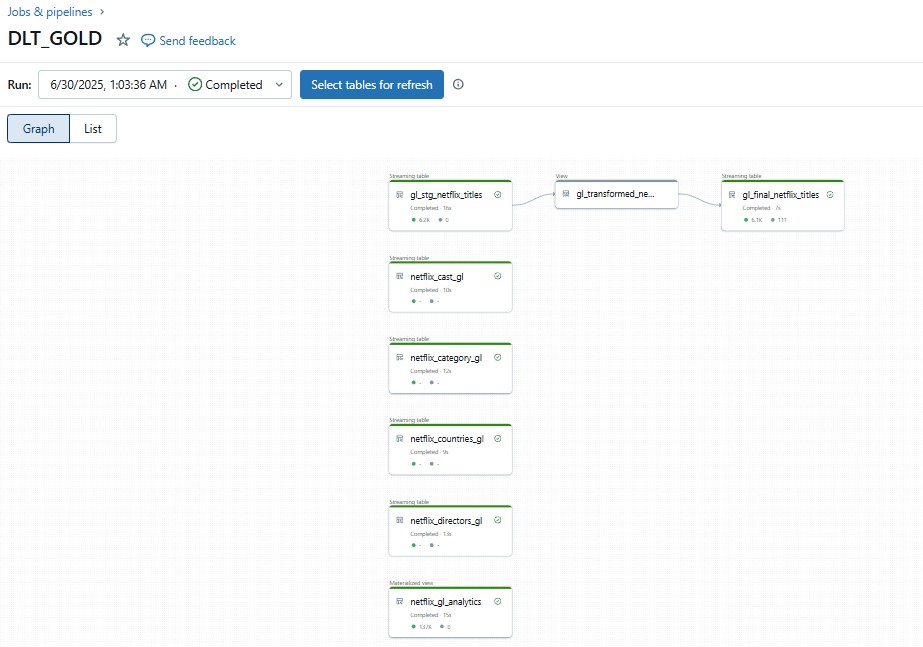 Jobs & pipelines >
DLT_GOLD
Send feedback
Run: 6/30/2025, 1:03:36 AM · Completed
Select tables for refresh
Graph
List
Streaming table
gl_stg_netflix_titles
Completed · 16s
6.2K 0
View
gl_transformed_ne...
Streaming table
gl_final_netflix_titles
Completed · 7s
6.1K 111
Streaming table
netflix_cast_gl
Completed · 10s
- -
Streaming table
netflix_category_gl
Completed · 12s
- -
Streaming table
netflix_countries_gl
Completed · 9s
- -
Streaming table
netflix_directors_gl
Completed · 13s
- -
Materialized view
netflix_gl_analytics
Completed · 15s
137K 0